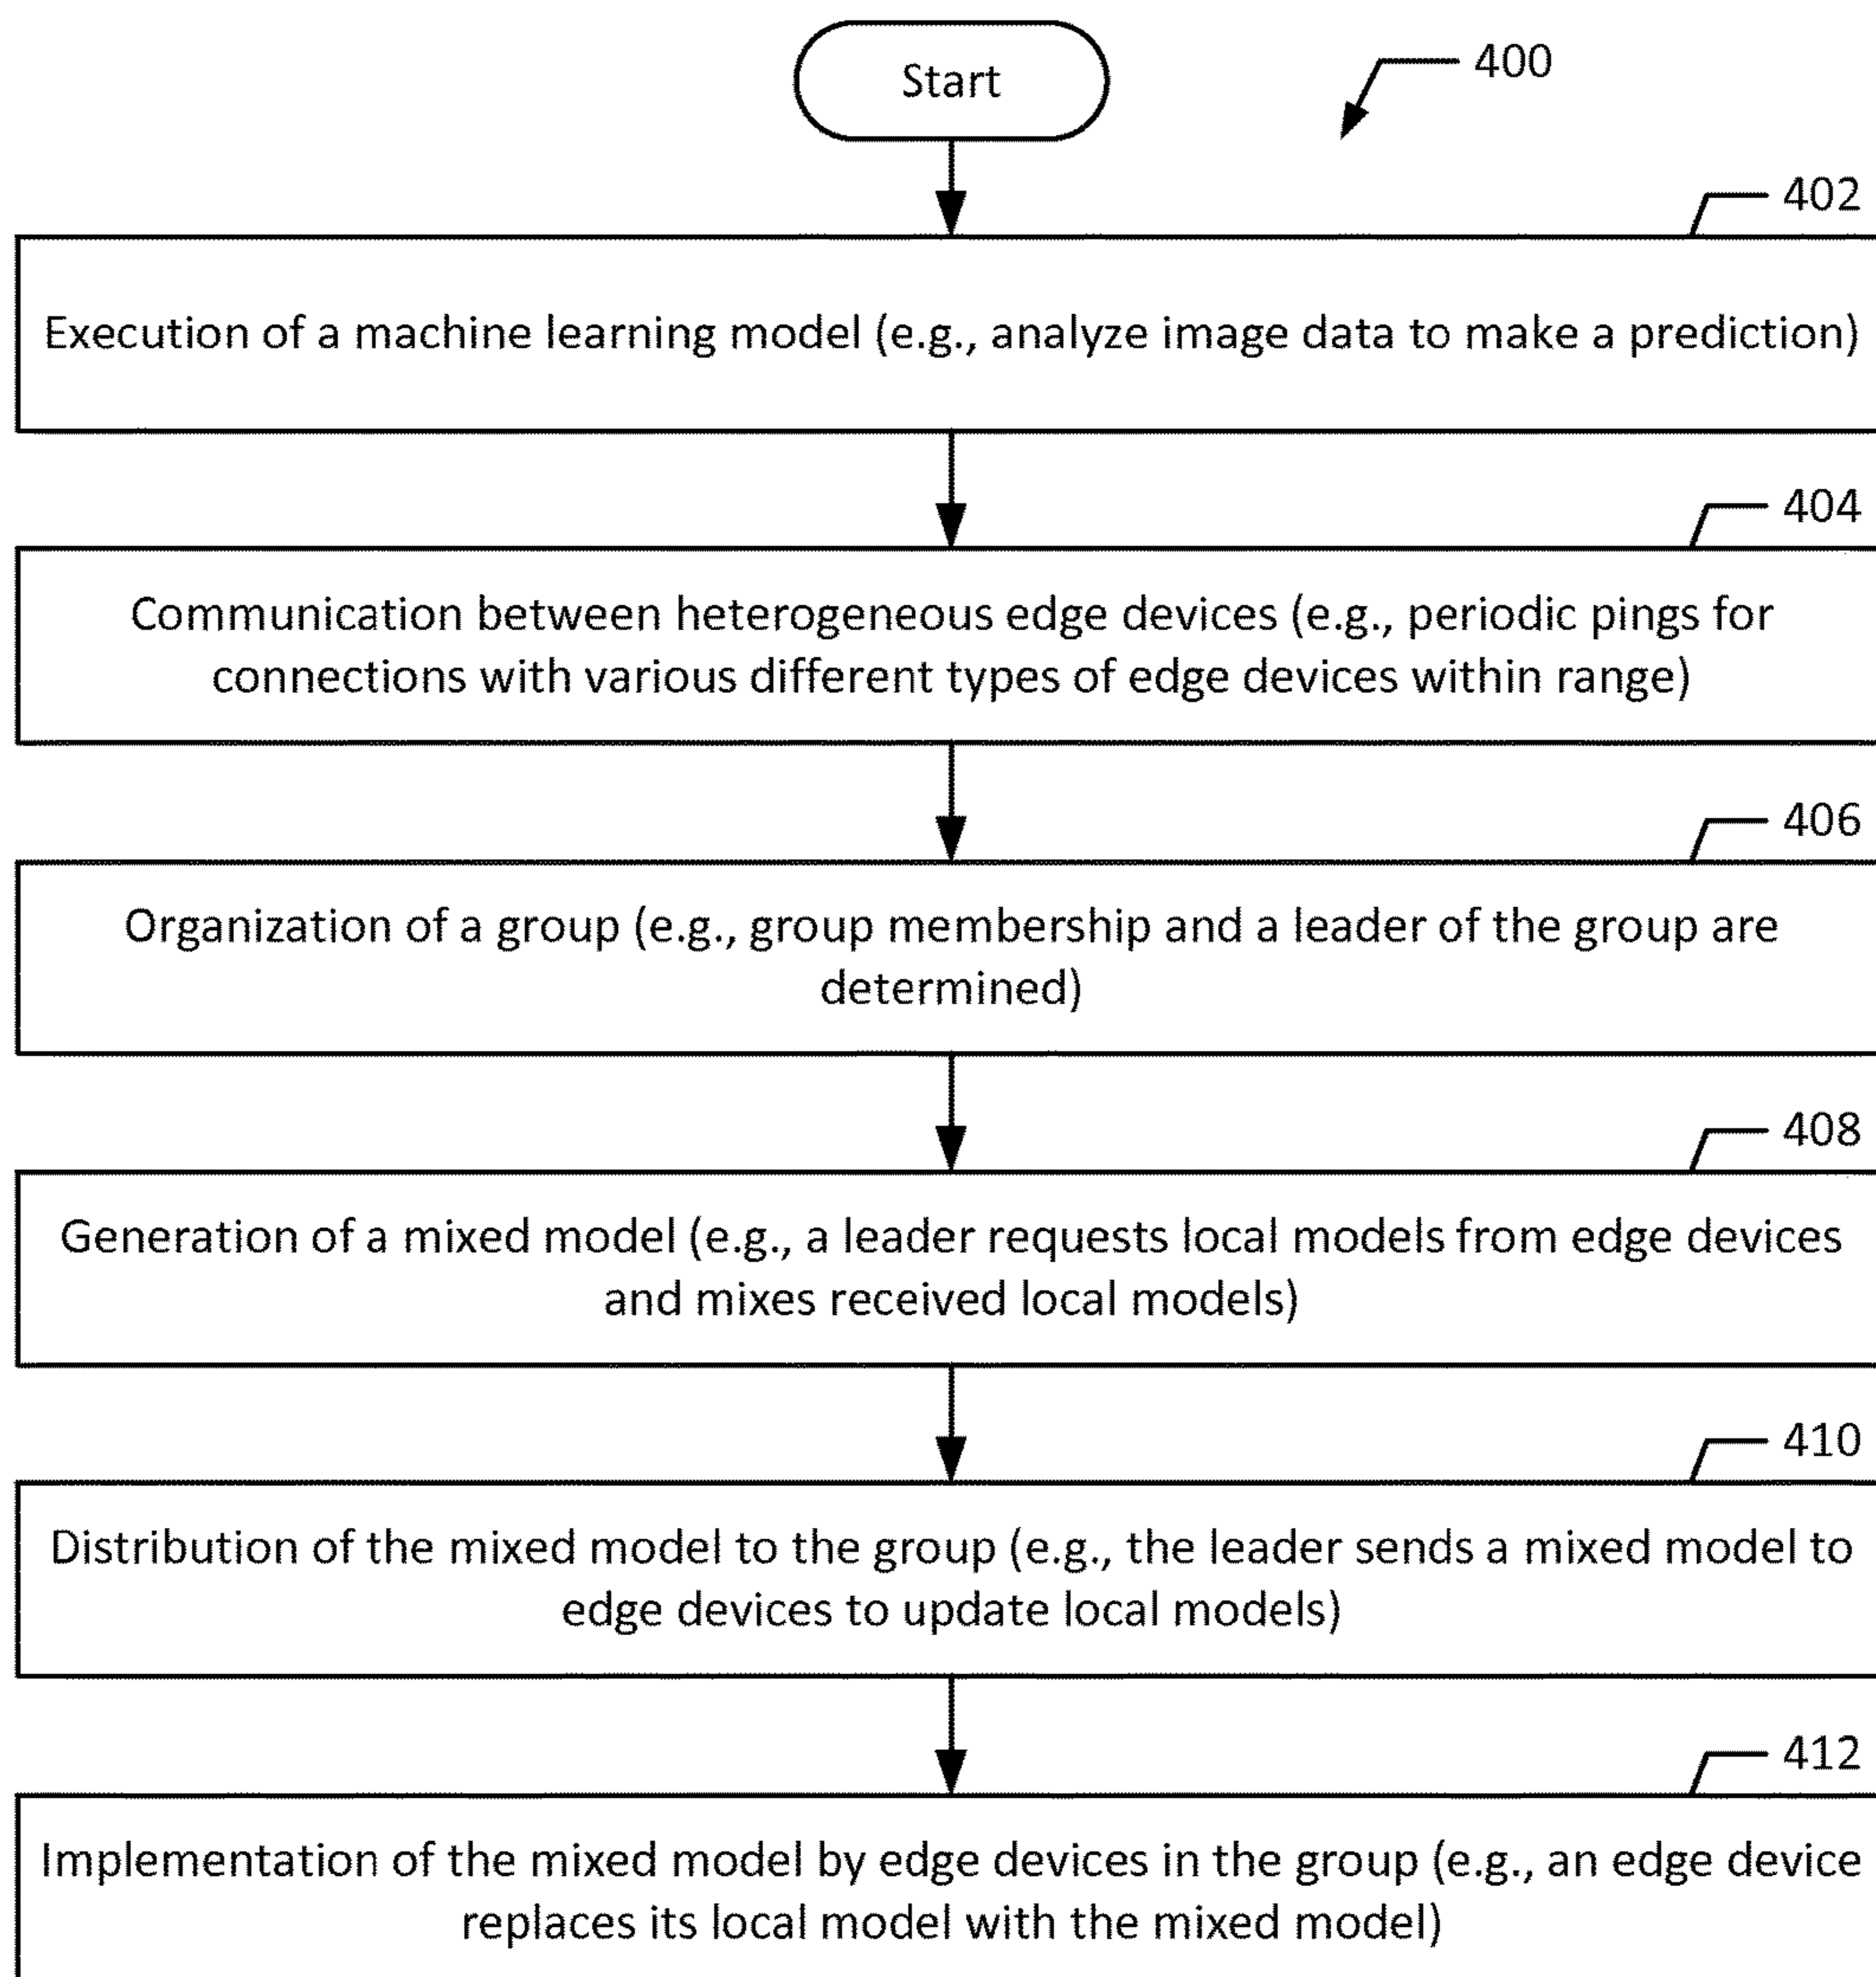 Start
400
402
Execution of a machine learning model (e.g., analyze image data to make a prediction)
404
Communication between heterogeneous edge devices (e.g., periodic pings for
connections with various different types of edge devices within range)
406
Organization of a group (e.g., group membership and a leader of the group are
determined)
408
Generation of a mixed model (e.g., a leader requests local models from edge devices
and mixes received local models)
410
Distribution of the mixed model to the group (e.g., the leader sends a mixed model to
edge devices to update local models)
412
Implementation of the mixed model by edge devices in the group (e.g., an edge device
replaces its local model with the mixed model)